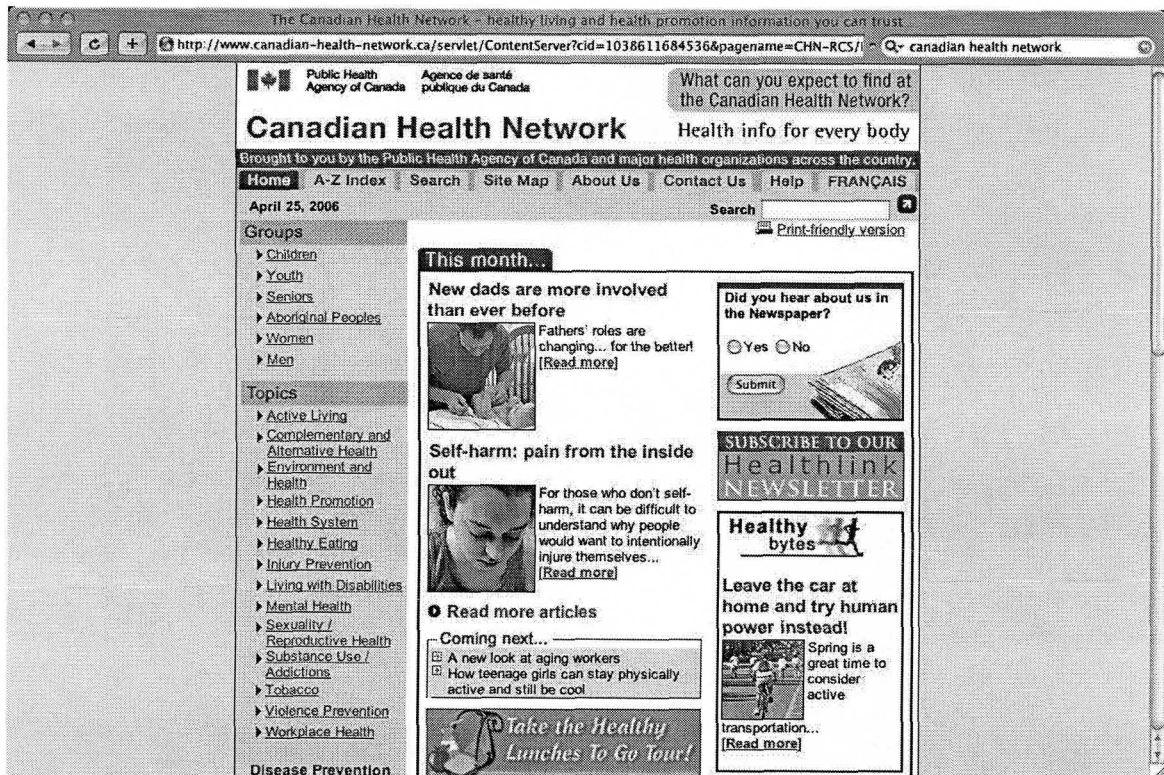 The Canadian Health Network – healthy living and health promotion information you can trust
http://www.canadian-health-network.ca/servlet/ContentServer?cid=1038611684536&pagename=CHN-RCS/
canadian health network
Public Health Agency of Canada
Agence de santé publique du Canada
What can you expect to find at
the Canadian Health Network?
Canadian Health Network
Health info for every body
Brought to you by the Public Health Agency of Canada and major health organizations across the country.
Home A-Z Index Search Site Map About Us Contact Us Help FRANÇAIS
April 25, 2006
Search
Print-friendly version
Groups
Children
Youth
Seniors
Aboriginal Peoples
Women
Men
Topics
Active Living
Complementary and
Alternative Health
Environment and
Health
Health Promotion
Health System
Healthy Eating
Injury Prevention
Living with Disabilities
Mental Health
Sexuality /
Reproductive Health
Substance Use /
Addictions
Tobacco
Violence Prevention
Workplace Health
Disease Prevention
This month...
New dads are more involved
than ever before
Fathers' roles are
changing... for the better!
[Read more]
Self-harm: pain from the inside
out
For those who don't self-
harm, it can be difficult to
understand why people
would want to intentionally
injure themselves...
[Read more]
Read more articles
Coming next...
A new look at aging workers
How teenage girls can stay physically
active and still be cool
Take the Healthy
Lunches To Go Tour!
Did you hear about us in
the Newspaper?
Yes No
Submit
SUBSCRIBE TO OUR
Healthlink
NEWSLETTER
Healthy
bytes
Leave the car at
home and try human
power instead!
Spring is a
great time to
consider
active
transportation...
[Read more]